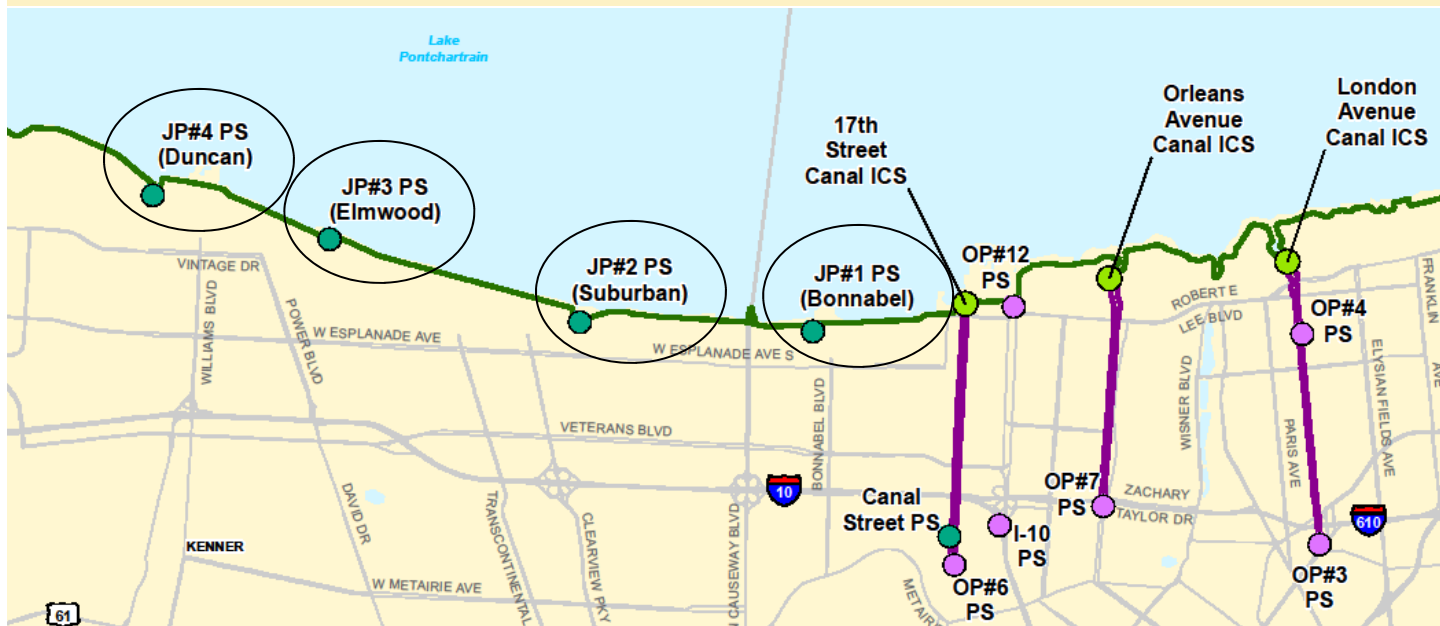 Lake
Pontchartrain
JP#4 PS
(Duncan)
JP#3 PS
(Elmwood)
JP#2 PS
(Suburban)
JP#1 PS
(Bonnabel)
17th
Street
Canal ICS
OP#12
PS
Orleans
Avenue
Canal ICS
London
Avenue
Canal ICS
OP#4
PS
VINTAGE DR
WILLIAMS BLVD
POWER BLVD
W ESPLANADE AVE
W ESPLANADE AVE S
ROBERT E
LEE BLVD
FRANKLIN
AVE
ELYSIAN FIELDS AVE
WISNER BLVD
PARIS AVE
BONNABEL BLVD
VETERANS BLVD
10
Canal
Street PS
I-10
PS
OP#7
PS
ZACHARY
TAYLOR DR
610
OP#3
PS
OP#6
PS
DAVID DR
TRANSCONTINENTAL
CLEARVIEW PKY
N CAUSEWAY BLVD
KENNER
W METAIRIE AVE
METAIRI
61